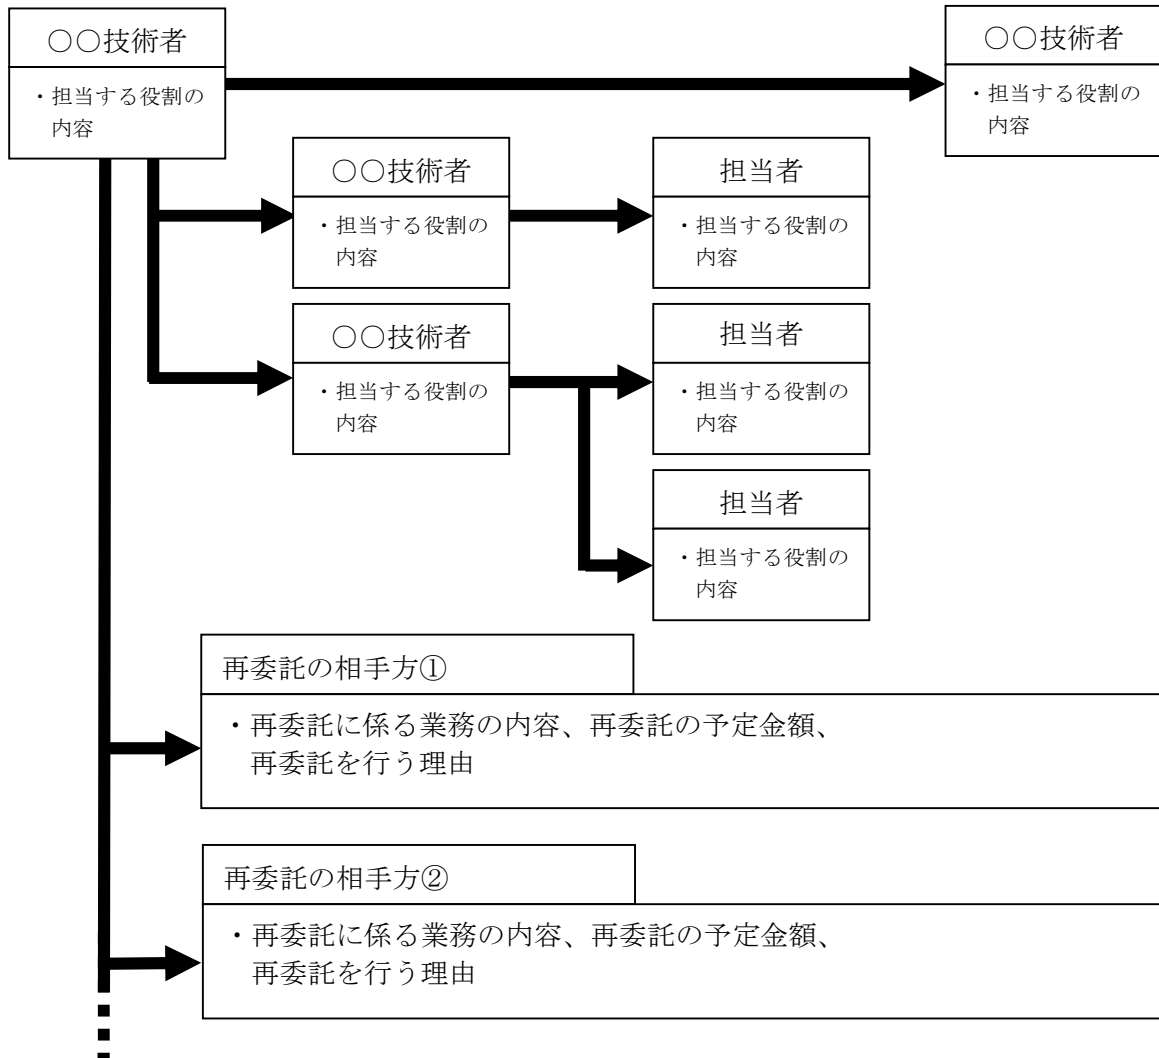 ○○技術者
・担当する役割の
内容
○○技術者
・担当する役割の
内容
○○技術者
・担当する役割の
内容
担当者
・担当する役割の
内容
○○技術者
・担当する役割の
内容
担当者
・担当する役割の
内容
担当者
・担当する役割の
内容
再委託の相手方①
・再委託に係る業務の内容、再委託の予定金額、
再委託を行う理由
再委託の相手方②
・再委託に係る業務の内容、再委託の予定金額、
再委託を行う理由